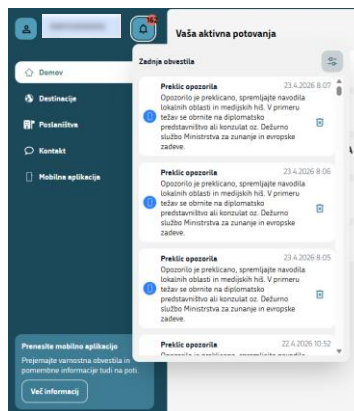 Vaša aktivna potovanja
Domov
Destinacije
Poslaništva
Kontakt
Mobilna aplikacija
Prenesite mobilno aplikacijo
Prejemajte varnostna obvestila in
pomembne informacije tudi na poti.
Več informacij
Zadnja obvestila
Preklic opozorila 23.4.2026 8:07
Opozorilo je preklicano, spremljajte navodila
lokalnih oblasti in medijskih hiš. V primeru
težav se obrnite na diplomatsko
predstavništvo ali konzulat oz. Dežurno
službo Ministrstva za zunanje in evropske
zadeve.
Preklic opozorila 23.4.2026 8:06
Opozorilo je preklicano, spremljajte navodila
lokalnih oblasti in medijskih hiš. V primeru
težav se obrnite na diplomatsko
predstavništvo ali konzulat oz. Dežurno
službo Ministrstva za zunanje in evropske
zadeve.
Preklic opozorila 23.4.2026 8:05
Opozorilo je preklicano, spremljajte navodila
lokalnih oblasti in medijskih hiš. V primeru
težav se obrnite na diplomatsko
predstavništvo ali konzulat oz. Dežurno
službo Ministrstva za zunanje in evropske
zadeve.
Preklic opozorila 22.4.2026 10:52